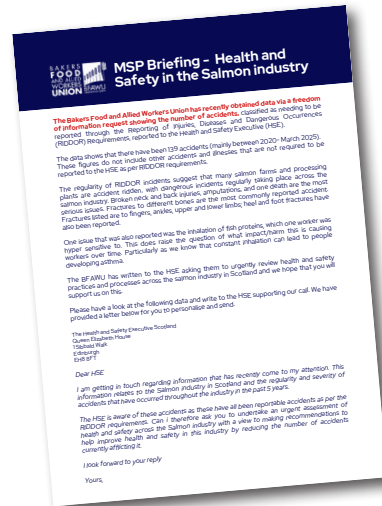 BAKERS
FOOD
AND ALLIED
WORKERS
UNION
BFAWU
MSP Briefing - Health and
Safety in the Salmon industry
The Bakers Food and Allied Workers Union has recently obtained data via a freedom
of information request showing the number of accidents, classified as needing to be
reported through the Reporting of Injuries, Diseases and Dangerous Occurrences
(RIDDOR) Requirements, reported to the Health and Safety Executive (HSE).
The data shows that there have been 139 accidents (mainly between 2020- March 2025).
These figures do not include other accidents and illnesses that are not required to be
reported to the HSE as per RIDDOR requirements.
The regularity of RIDDOR incidents suggest that many salmon farms and processing
plants are accident ridden, with dangerous incidents regularly taking place across the
salmon industry. Broken neck and back injuries, amputations, and one death are the most
serious issues. Fractures to different bones are the most commonly reported accident.
Fractures listed are to fingers, ankles, upper and lower limbs; heel and foot fractures have
also been reported.
One issue that was also reported was the inhalation of fish proteins, which one worker was
hyper sensitive to. This does raise the question of what impact/harm this is causing
workers over time. Particularly as we know that constant inhalation can lead to people
developing asthma.
The BFAWU has written to the HSE asking them to urgently review health and safety
practices and processes across the salmon industry in Scotland and we hope that you will
support us on this.
Please have a look at the following data and write to the HSE supporting our call. We have
provided a letter below for you to personalise and send.
The Health and Safety Executive Scotland
Queen Elizabeth House
1 Sibbald Walk
Edinburgh
EH8 8FT
Dear HSE
I am getting in touch regarding information that has recently come to my attention. This
information relates to the Salmon industry in Scotland and the regularity and severity of
accidents that have occurred throughout the industry in the past 5 years.
The HSE is aware of these accidents as these have all been reportable accidents as per the
RIDDOR requirements. Can I therefore ask you to undertake an urgent assessment of
health and safety across the Salmon industry with a view to making recommendations to
help improve health and safety in this industry by reducing the number of accidents
currently afflicting it.
I look forward to your reply
Yours,